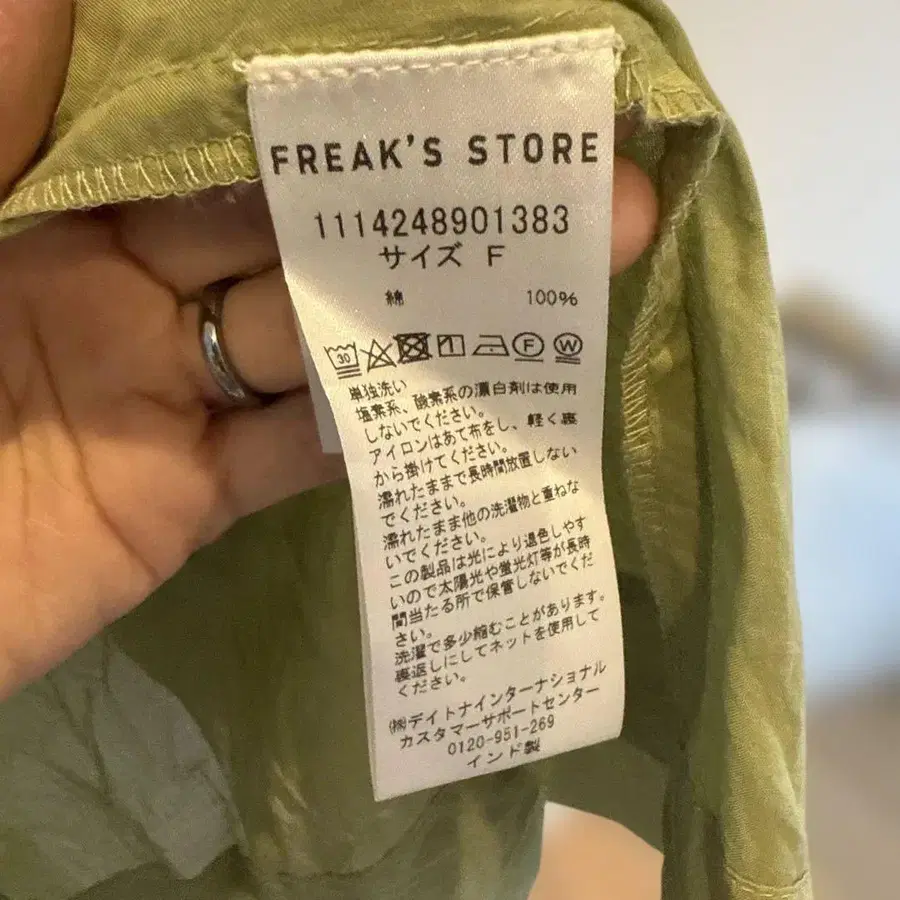 FREAK'S STORE
1114248901383
サイズ F
綿 100%
30 F W
単独洗い
塩素系、酸素系の漂白剤は使用
しないでください。
アイロンはあて布をし、軽く裏
から掛けてください。
濡れたままで長時間放置しない
でください。
濡れたまま他の洗濯物と重ねな
いでください。
この製品は光により退色しやす
いので太陽光や蛍光灯等が長時
間当たる所で保管しないでくだ
さい。
洗濯で多少縮むことがあります。
裏返しにしてネットを使用して
ください。
㈱デイトナインターナショナル
カスタマーサポートセンター
0120-951-269
インド製